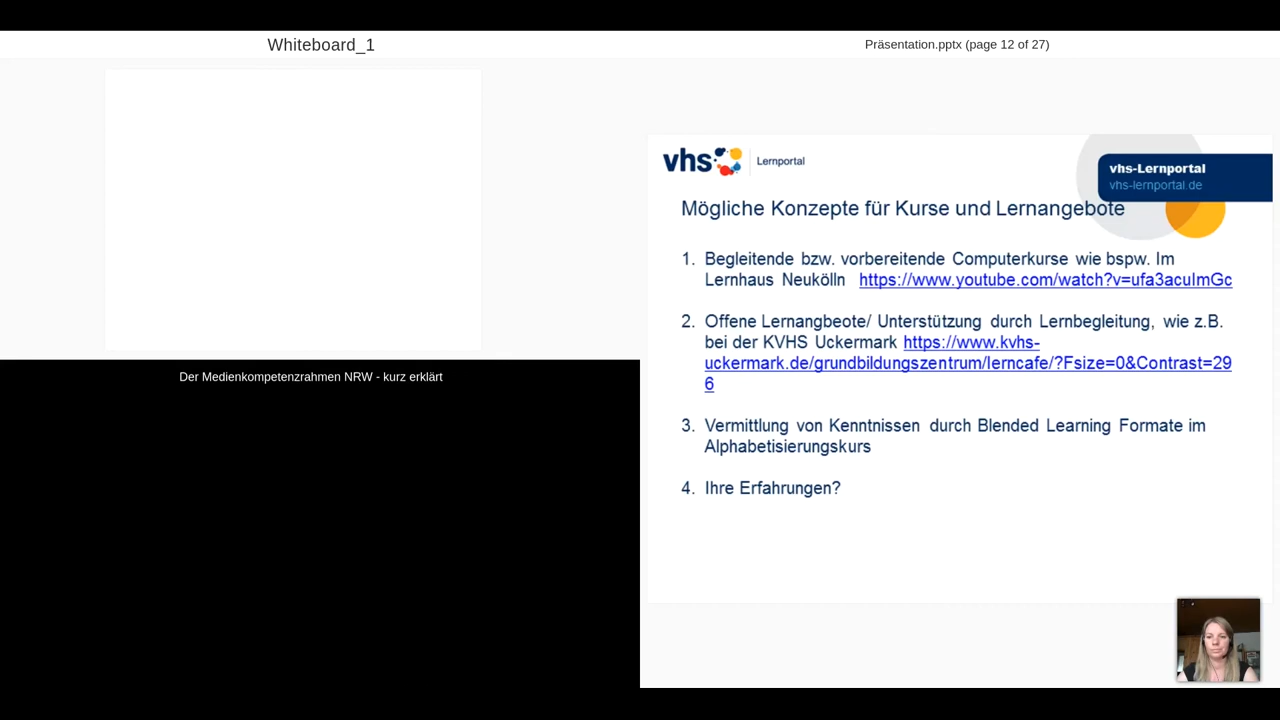 Whiteboard_1
Präsentation.pptx (page 12 of 27)
vhs Lernportal
vhs-Lernportal
vhs-lernportal.de
Mögliche Konzepte für Kurse und Lernangebote
1. Begleitende bzw. vorbereitende Computerkurse wie bspw. Im
Lernhaus Neukölln https://www.youtube.com/watch?v=ufa3acuImGc
2. Offene Lernangbeote/ Unterstützung durch Lernbegleitung, wie z.B.
bei der KVHS Uckermark https://www.kvhs-
uckermark.de/grundbildungszentrum/lerncafe/?Fsize=0&Contrast=29
6
3. Vermittlung von Kenntnissen durch Blended Learning Formate im
Alphabetisierungskurs
4. Ihre Erfahrungen?
Der Medienkompetenzrahmen NRW - kurz erklärt